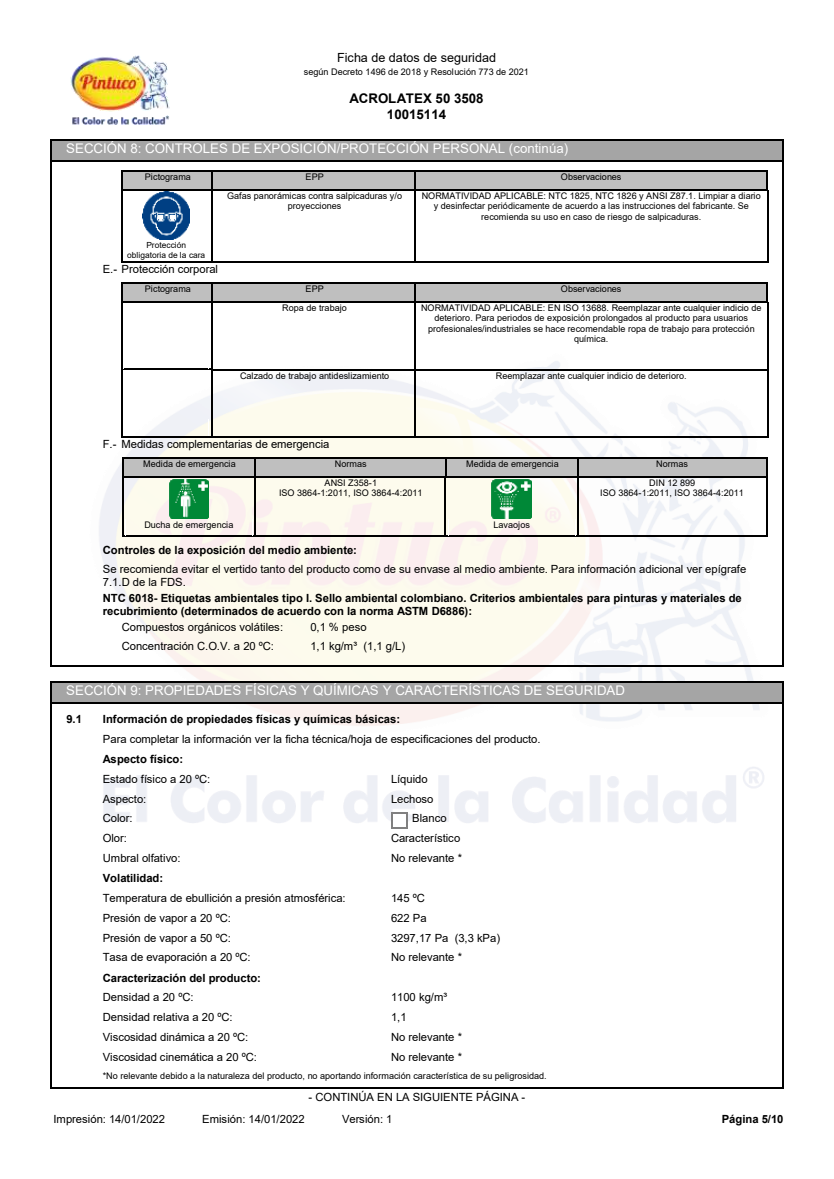 Ficha de datos de seguridad
según Decreto 1496 de 2018 y Resolución 773 de 2021
Pintuco®
El Color de la Calidad®
ACROLATEX 50 3508
10015114
SECCIÓN 8: CONTROLES DE EXPOSICIÓN/PROTECCIÓN PERSONAL (continúa)
Pictograma EPP Observaciones
Gafas panorámicas contra salpicaduras y/o
proyecciones
NORMATIVIDAD APLICABLE: NTC 1825, NTC 1826 y ANSI Z87.1. Limpiar a diario
y desinfectar periódicamente de acuerdo a las instrucciones del fabricante. Se
recomienda su uso en caso de riesgo de salpicaduras.
Protección
obligatoria de la cara
E.- Protección corporal
Pictograma EPP Observaciones
Ropa de trabajo
NORMATIVIDAD APLICABLE: EN ISO 13688. Reemplazar ante cualquier indicio de
deterioro. Para periodos de exposición prolongados al producto para usuarios
profesionales/industriales se hace recomendable ropa de trabajo para protección
química.
Calzado de trabajo antideslizamiento Reemplazar ante cualquier indicio de deterioro.
F.- Medidas complementarias de emergencia
Medida de emergencia Normas Medida de emergencia Normas
Ducha de emergencia
ANSI Z358-1
ISO 3864-1:2011, ISO 3864-4:2011
Lavaojos
DIN 12 899
ISO 3864-1:2011, ISO 3864-4:2011
Controles de la exposición del medio ambiente:
Se recomienda evitar el vertido tanto del producto como de su envase al medio ambiente. Para información adicional ver epígrafe
7.1.D de la FDS.
NTC 6018- Etiquetas ambientales tipo I. Sello ambiental colombiano. Criterios ambientales para pinturas y materiales de
recubrimiento (determinados de acuerdo con la norma ASTM D6886):
Compuestos orgánicos volátiles: 0,1 % peso
Concentración C.O.V. a 20 ºC: 1,1 kg/m³ (1,1 g/L)
Pintuco®
SECCIÓN 9: PROPIEDADES FÍSICAS Y QUÍMICAS Y CARACTERÍSTICAS DE SEGURIDAD
9.1 Información de propiedades físicas y químicas básicas:
Para completar la información ver la ficha técnica/hoja de especificaciones del producto.
Aspecto físico:
Estado físico a 20 ºC: Líquido
Aspecto: Lechoso
El Color de la Calidad®
Color: Blanco
Olor: Característico
Umbral olfativo: No relevante *
Volatilidad:
Temperatura de ebullición a presión atmosférica: 145 ºC
Presión de vapor a 20 ºC: 622 Pa
Presión de vapor a 50 ºC: 3297,17 Pa (3,3 kPa)
Tasa de evaporación a 20 ºC: No relevante *
Caracterización del producto:
Densidad a 20 ºC: 1100 kg/m³
Densidad relativa a 20 ºC: 1,1
Viscosidad dinámica a 20 ºC: No relevante *
Viscosidad cinemática a 20 ºC: No relevante *
*No relevante debido a la naturaleza del producto, no aportando información característica de su peligrosidad.
- CONTINÚA EN LA SIGUIENTE PÁGINA -
Impresión: 14/01/2022 Emisión: 14/01/2022 Versión: 1 Página 5/10